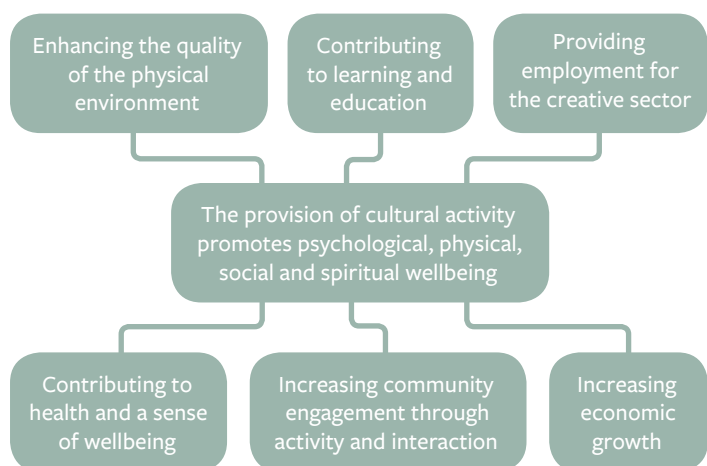 Enhancing the quality
of the physical
environment
Contributing
to learning and
education
Providing
employment for
the creative sector
The provision of cultural activity
promotes psychological, physical,
social and spiritual wellbeing
Contributing to
health and a sense
of wellbeing
Increasing community
engagement through
activity and interaction
Increasing
economic
growth